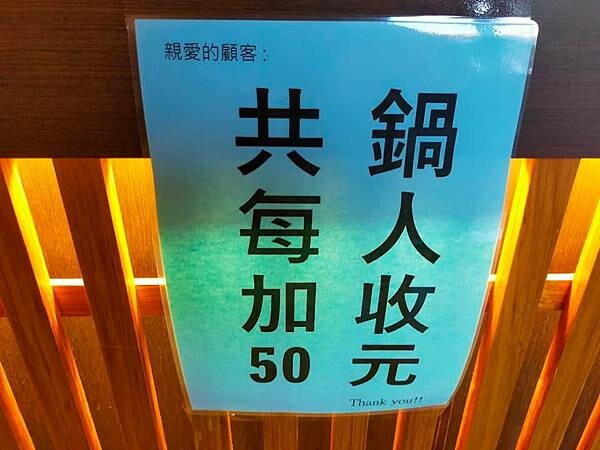 親愛的顧客：
共鍋
每人
加收
50元
Thank you!!